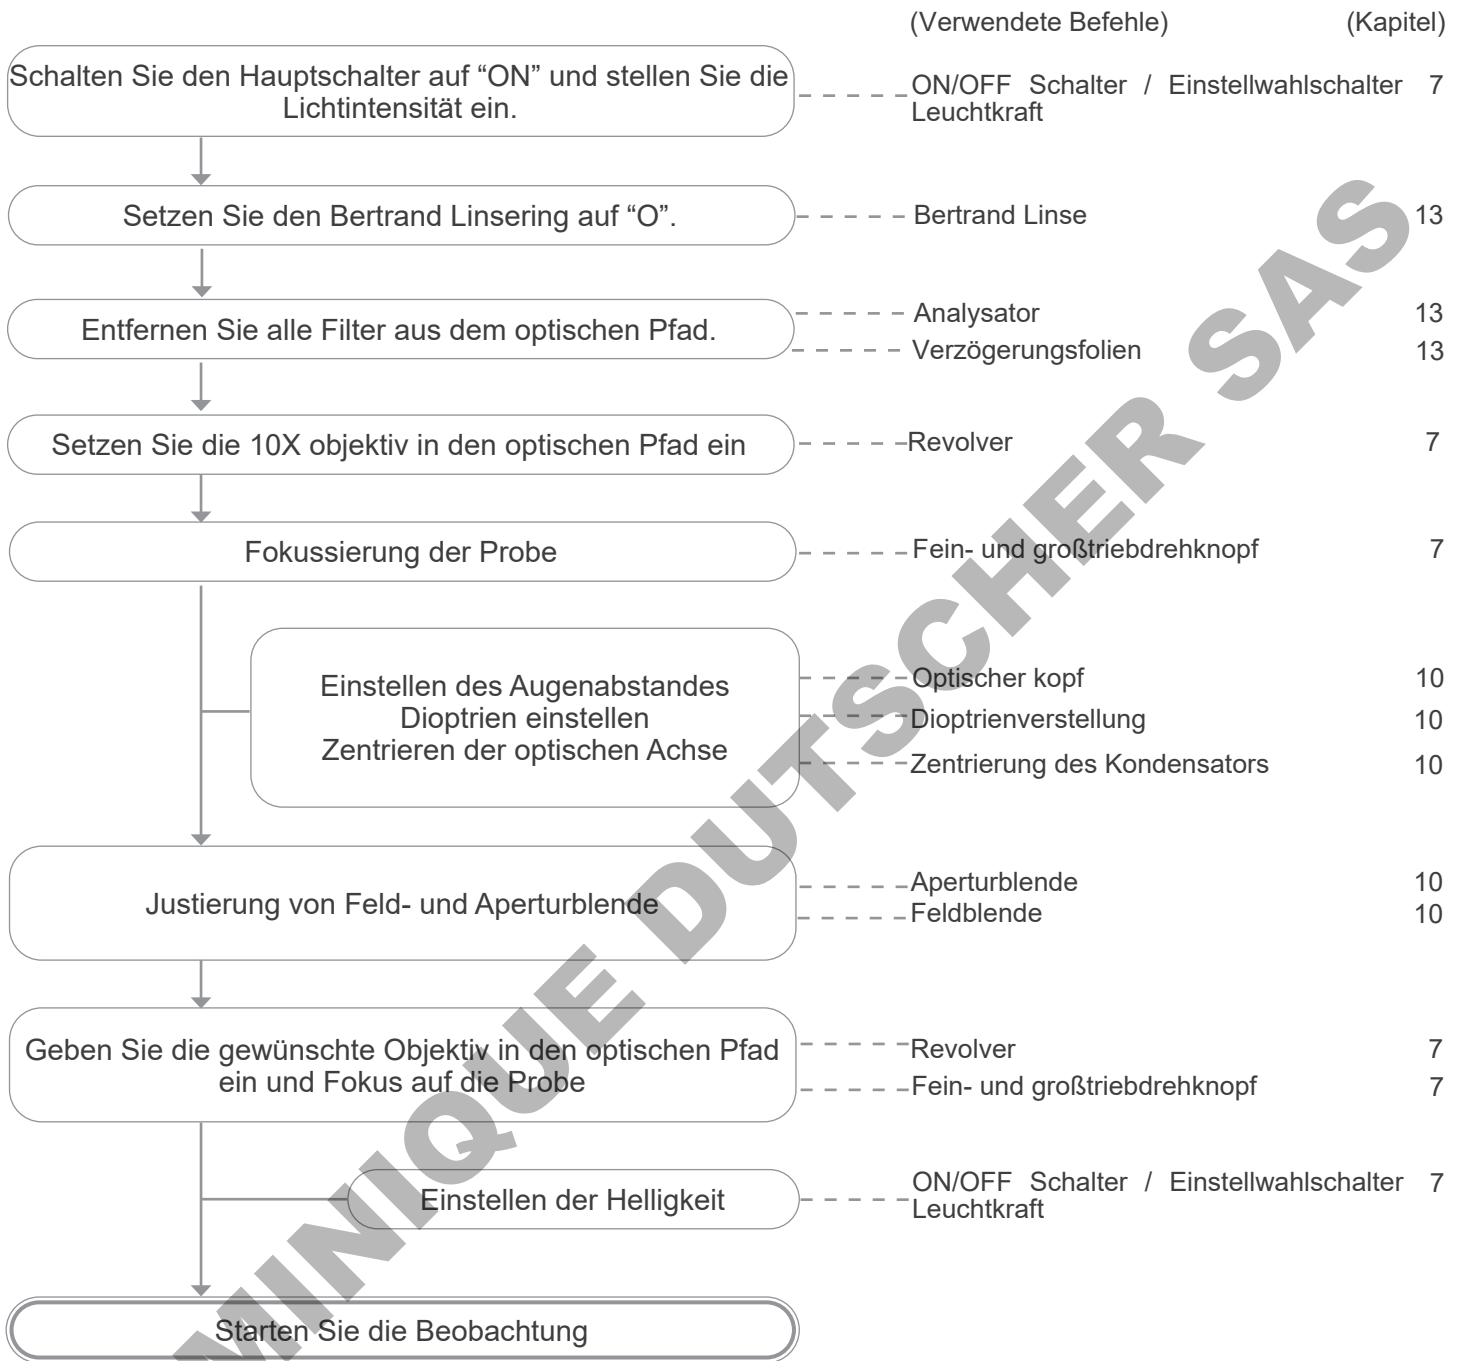 (Verwendete Befehle) (Kapitel)
Schalten Sie den Hauptschalter auf “ON” und stellen Sie die
Lichtintensität ein.
ON/OFF Schalter / Einstellwahlschalter 7
Leuchtkraft
Setzen Sie den Bertrand Linsering auf “O”.
Bertrand Linse 13
Entfernen Sie alle Filter aus dem optischen Pfad.
Analysator 13
Verzögerungsfolien 13
Setzen Sie die 10X objektiv in den optischen Pfad ein
Revolver 7
Fokussierung der Probe
Fein- und großtriebdrehknopf 7
Einstellen des Augenabstandes
Dioptrien einstellen
Zentrieren der optischen Achse
Optischer kopf 10
Dioptrienverstellung 10
Zentrierung des Kondensators 10
Justierung von Feld- und Aperturblende
Aperturblende 10
Feldblende 10
Geben Sie die gewünschte Objektiv in den optischen Pfad
ein und Fokus auf die Probe
Revolver 7
Fein- und großtriebdrehknopf 7
Einstellen der Helligkeit
ON/OFF Schalter / Einstellwahlschalter 7
Leuchtkraft
Starten Sie die Beobachtung
MINIQUE DUTSCHER SAS